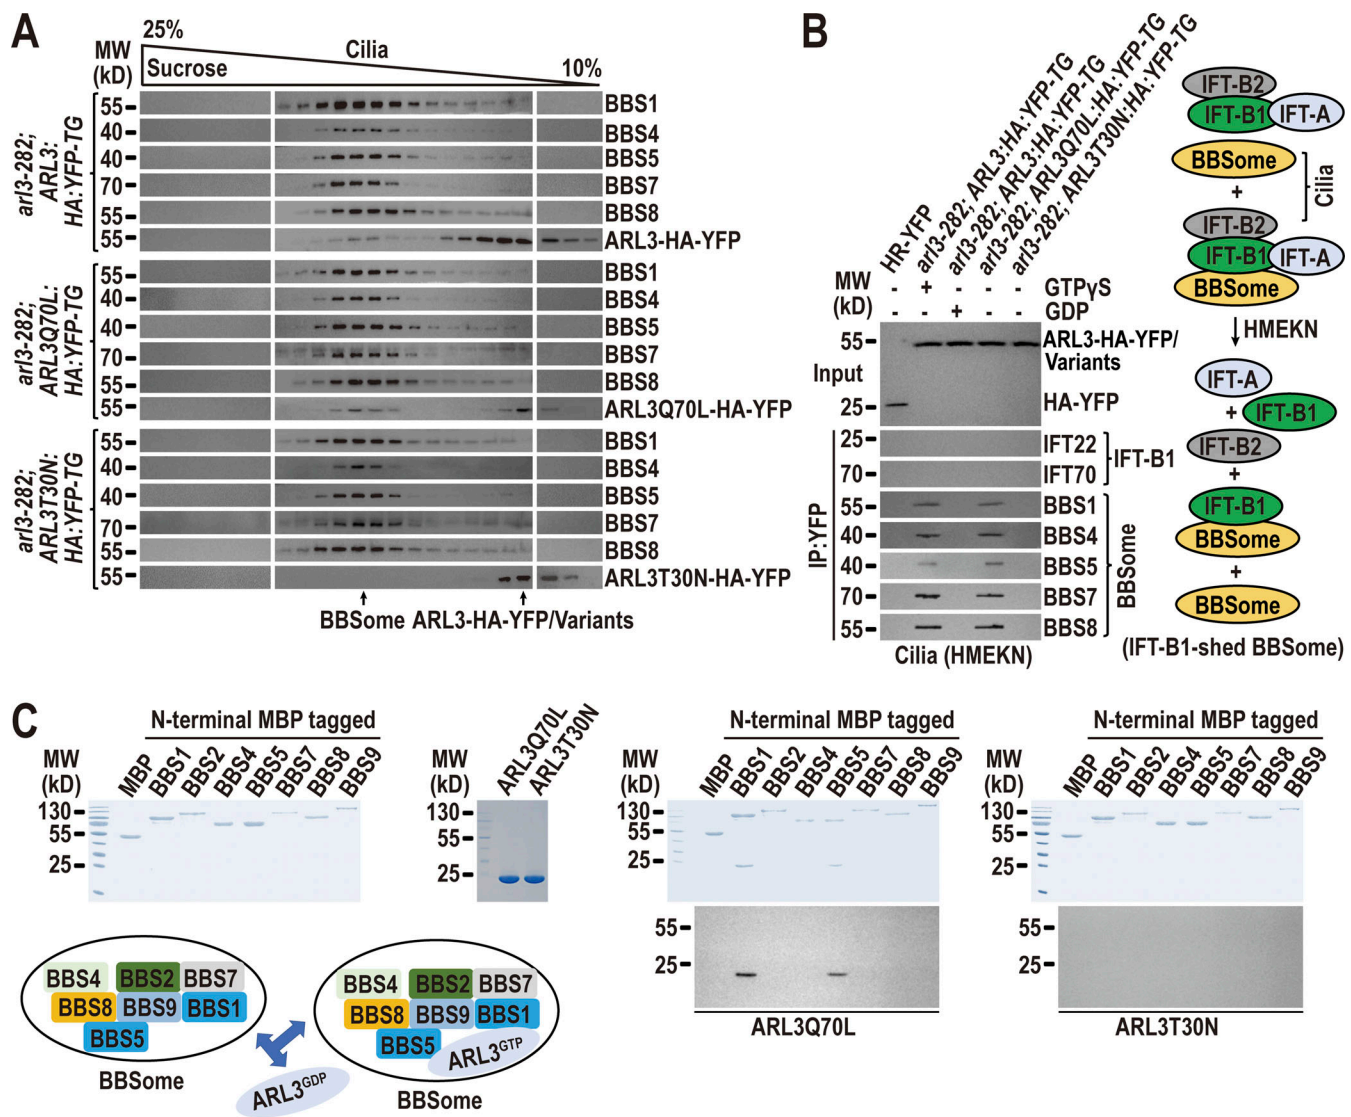 A
25%
Cilia
10%
MW
(kD)
Sucrose
arl3-282;
ARL3:
HA:YFP-TG
55
BBS1
40
BBS4
40
BBS5
70
BBS7
55
BBS8
55
ARL3-HA-YFP
arl3-282;
ARL3Q70L:
HA:YFP-TG
55
BBS1
40
BBS4
40
BBS5
70
BBS7
55
BBS8
55
ARL3Q70L-HA-YFP
arl3-282;
ARL3T30N:
HA:YFP-TG
55
BBS1
40
BBS4
40
BBS5
70
BBS7
55
BBS8
55
ARL3T30N-HA-YFP
BBSome ARL3-HA-YFP/Variants
B
HR-YFP
arl3-282; ARL3:HA:YFP-TG
arl3-282; ARL3:HA:YFP-TG
arl3-282; ARL3Q70L:HA:YFP-TG
arl3-282; ARL3T30N:HA:YFP-TG
MW
(kD)
- + - - - GTPγS
- - + - - GDP
55
ARL3-HA-YFP/
Variants
Input
25
HA-YFP
IP:YFP
25
IFT22
70
IFT70
IFT-B1
55
BBS1
40
BBS4
40
BBS5
70
BBS7
55
BBS8
BBSome
Cilia (HMEKN)
IFT-B2
IFT-B1
IFT-A
BBSome
+
IFT-B2
IFT-B1
IFT-A
BBSome
Cilia
HMEKN
IFT-A
+
IFT-B1
IFT-B2
+
IFT-B1
BBSome
+
BBSome
(IFT-B1-shed BBSome)
C
N-terminal MBP tagged
MW
(kD)
MBP
BBS1
BBS2
BBS4
BBS5
BBS7
BBS8
BBS9
130
55
25
MW
(kD)
ARL3Q70L
ARL3T30N
130
55
25
N-terminal MBP tagged
MW
(kD)
MBP
BBS1
BBS2
BBS4
BBS5
BBS7
BBS8
BBS9
130
55
25
55
25
ARL3Q70L
N-terminal MBP tagged
MW
(kD)
MBP
BBS1
BBS2
BBS4
BBS5
BBS7
BBS8
BBS9
130
55
25
55
25
ARL3T30N
BBS4
BBS2
BBS7
BBS8
BBS9
BBS1
BBS5
BBSome
ARL3GDP
BBS4
BBS2
BBS7
BBS8
BBS9
BBS1
BBS5
ARL3GTP
BBSome